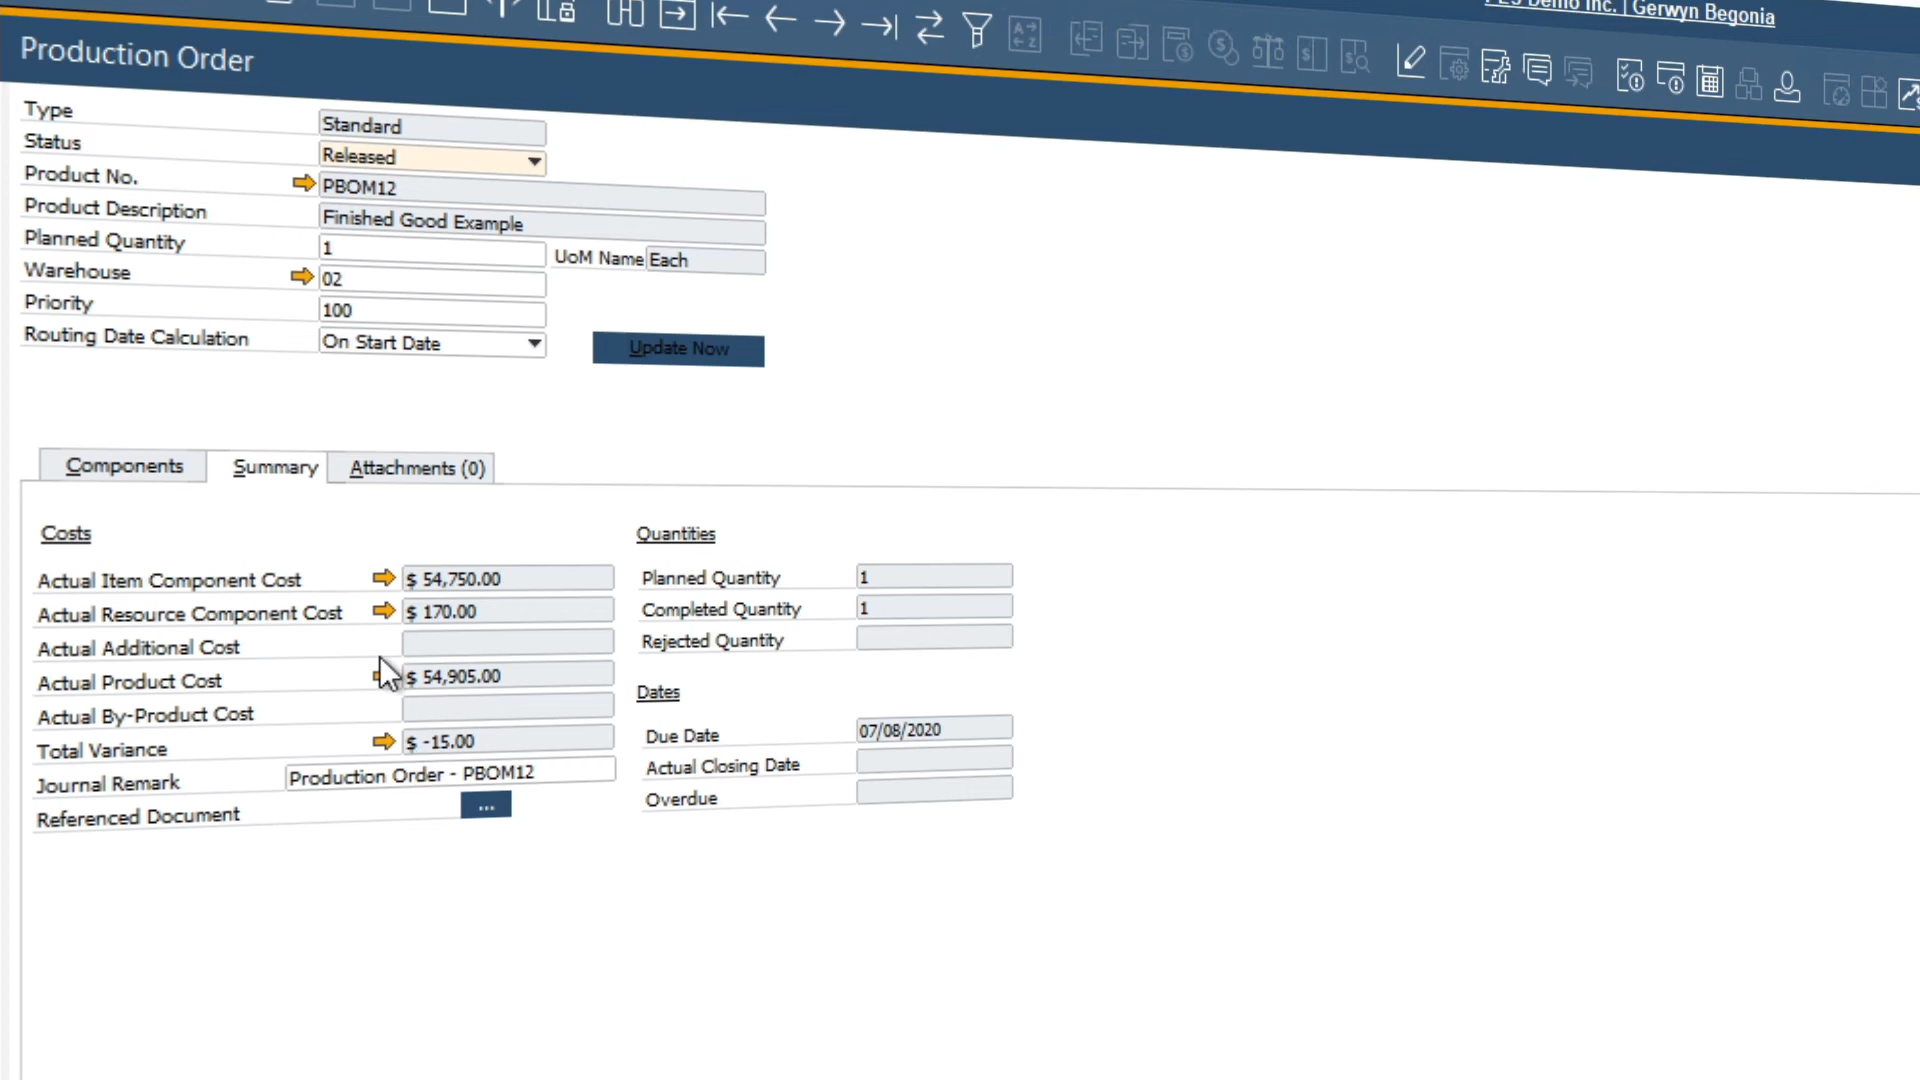 Demo Inc. | Gerwyn Begonia
Production Order
Type Standard
Status Released
Product No. PBOM12
Product Description Finished Good Example
Planned Quantity 1 UoM Name Each
Warehouse 02
Priority 100
Routing Date Calculation On Start Date Update Now
Components Summary Attachments (0)
Costs
Actual Item Component Cost $ 54,750.00
Actual Resource Component Cost $ 170.00
Actual Additional Cost
Actual Product Cost $ 54,905.00
Actual By-Product Cost
Total Variance $ -15.00
Journal Remark Production Order - PBOM12
Referenced Document ...
Quantities
Planned Quantity 1
Completed Quantity 1
Rejected Quantity
Dates
Due Date 07/08/2020
Actual Closing Date
Overdue